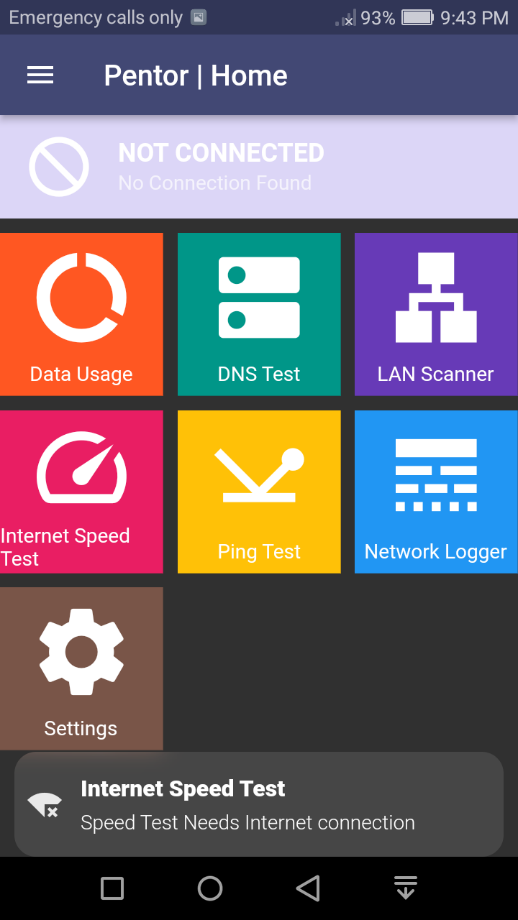 Emergency calls only 93% 9:43 PM
Pentor | Home
NOT CONNECTED
No Connection Found
Data Usage
DNS Test
LAN Scanner
Internet Speed
Test
Ping Test
Network Logger
Settings
Internet Speed Test
Speed Test Needs Internet connection